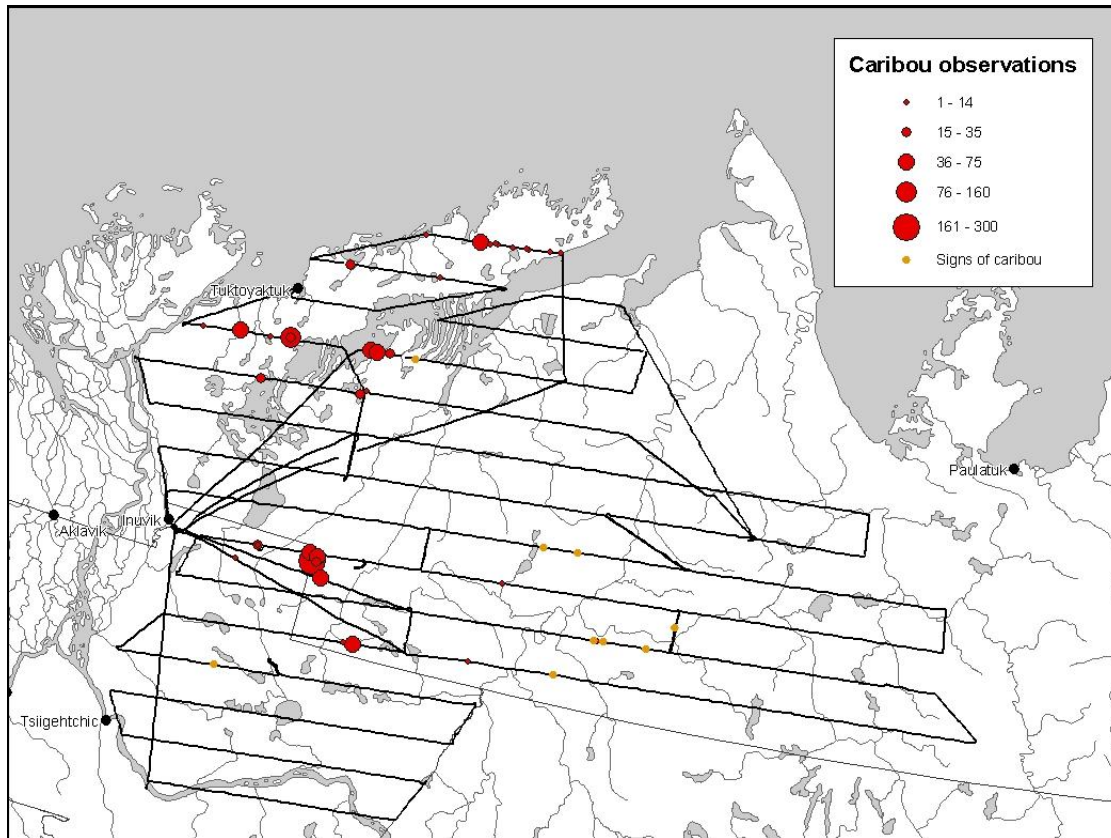 Caribou observations
1 - 14
15 - 35
36 - 75
76 - 160
161 - 300
Signs of caribou
Tuktoyaktuk
Paulatuk
Inuvik
Aklavik
Tsiigehtchic